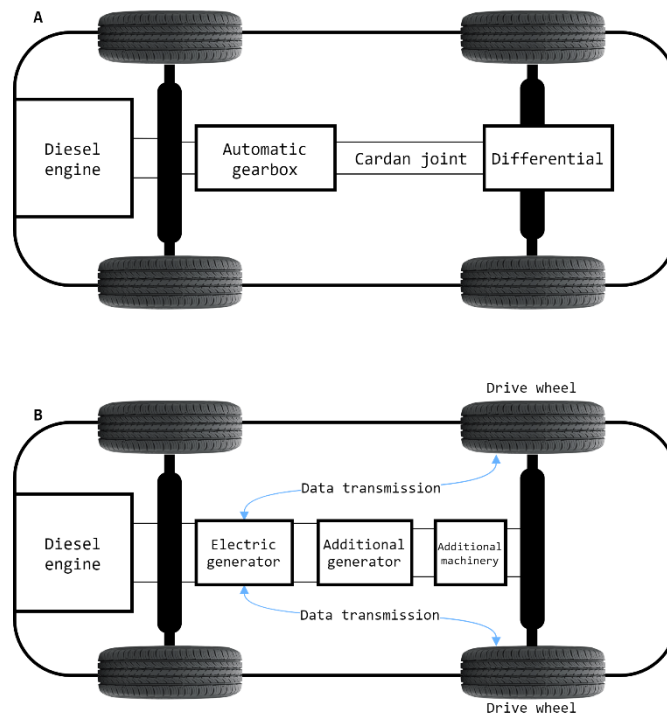 A
Diesel
engine
Automatic
gearbox
Cardan joint
Differential
Drive wheel
B
Data transmission
Diesel
engine
Electric
generator
Additional
generator
Additional
machinery
Data transmission
Drive wheel